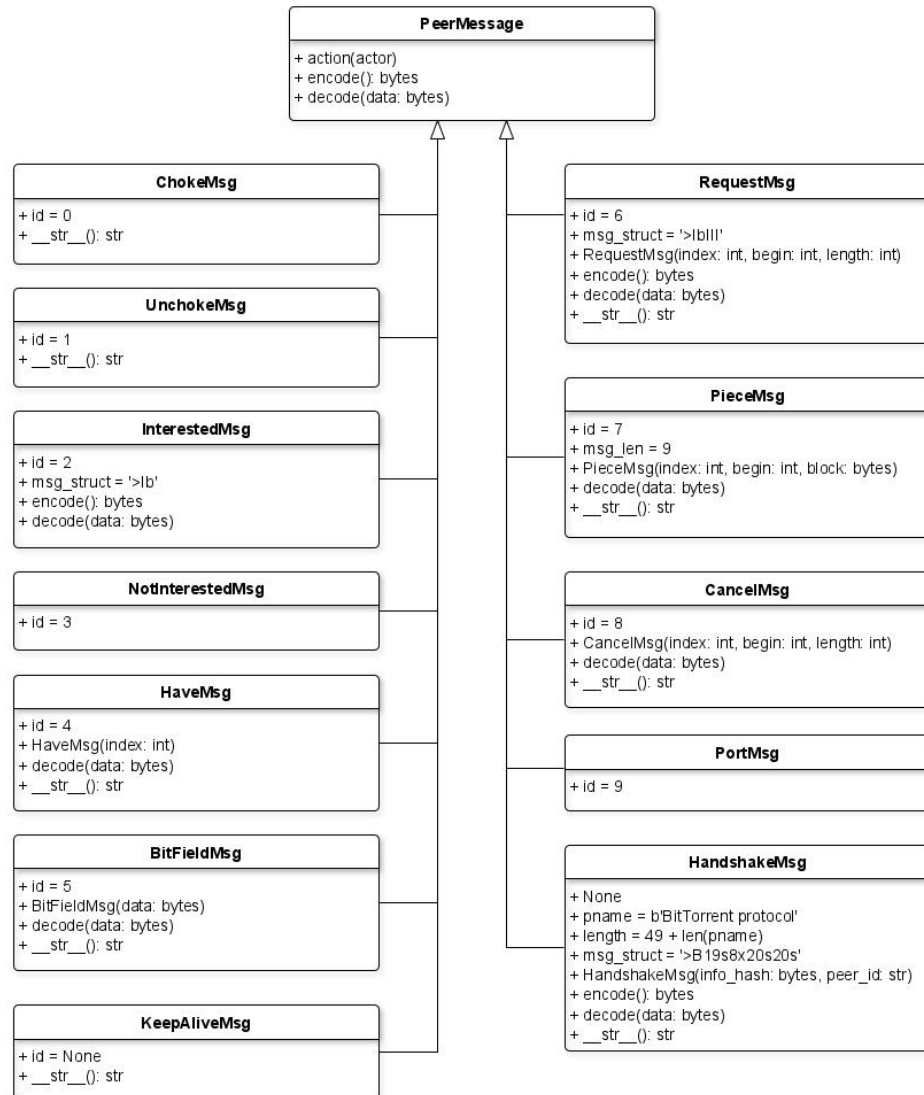 PeerMessage
+ action(actor)
+ encode(): bytes
+ decode(data: bytes)
ChokeMsg
+ id = 0
+ __str__(): str
UnchokeMsg
+ id = 1
+ __str__(): str
InterestedMsg
+ id = 2
+ msg_struct = '>Ib'
+ encode(): bytes
+ decode(data: bytes)
NotInterestedMsg
+ id = 3
HaveMsg
+ id = 4
+ HaveMsg(index: int)
+ decode(data: bytes)
+ __str__(): str
BitFieldMsg
+ id = 5
+ BitFieldMsg(data: bytes)
+ decode(data: bytes)
+ __str__(): str
KeepAliveMsg
+ id = None
+ __str__(): str
RequestMsg
+ id = 6
+ msg_struct = '>IbIII'
+ RequestMsg(index: int, begin: int, length: int)
+ encode(): bytes
+ decode(data: bytes)
+ __str__(): str
PieceMsg
+ id = 7
+ msg_len = 9
+ PieceMsg(index: int, begin: int, block: bytes)
+ decode(data: bytes)
+ __str__(): str
CancelMsg
+ id = 8
+ CancelMsg(index: int, begin: int, length: int)
+ decode(data: bytes)
+ __str__(): str
PortMsg
+ id = 9
HandshakeMsg
+ None
+ pname = b'BitTorrent protocol'
+ length = 49 + len(pname)
+ msg_struct = '>B19s8x20s20s'
+ HandshakeMsg(info_hash: bytes, peer_id: str)
+ encode(): bytes
+ decode(data: bytes)
+ __str__(): str